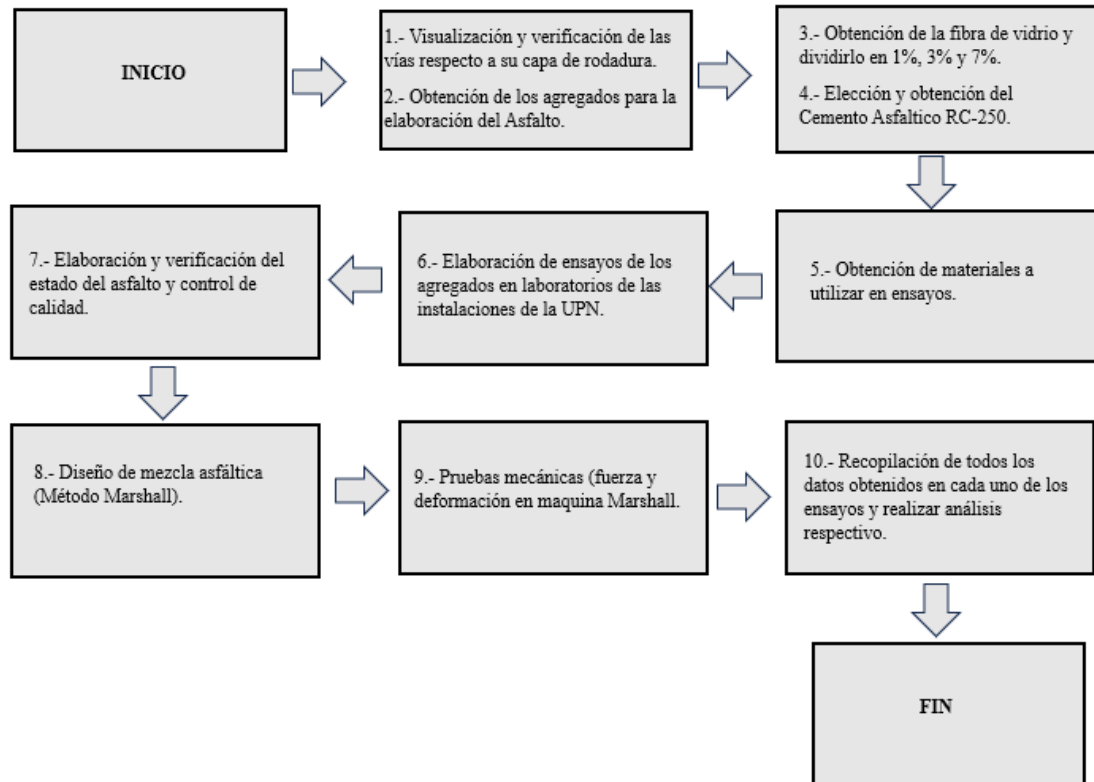 INICIO
1.- Visualización y verificación de las
vías respecto a su capa de rodadura.
2.- Obtención de los agregados para la
elaboración del Asfalto.
3.- Obtención de la fibra de vidrio y
dividirlo en 1%, 3% y 7%.
4.- Elección y obtención del
Cemento Asfaltico RC-250.
5.- Obtención de materiales a
utilizar en ensayos.
6.- Elaboración de ensayos de los
agregados en laboratorios de las
instalaciones de la UPN.
7.- Elaboración y verificación del
estado del asfalto y control de
calidad.
8.- Diseño de mezcla asfáltica
(Método Marshall).
9.- Pruebas mecánicas (fuerza y
deformación en maquina Marshall.
10.- Recopilación de todos los
datos obtenidos en cada uno de los
ensayos y realizar análisis
respectivo.
FIN